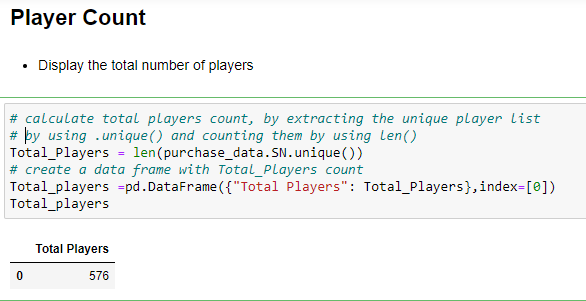 Player Count
• Display the total number of players
# calculate total players count, by extracting the unique player list
# by using .unique() and counting them by using len()
Total_Players = len(purchase_data.SN.unique())
# create a data frame with Total_Players count
Total_players =pd.DataFrame({"Total Players": Total_Players},index=[0])
Total_players
Total Players
0 576